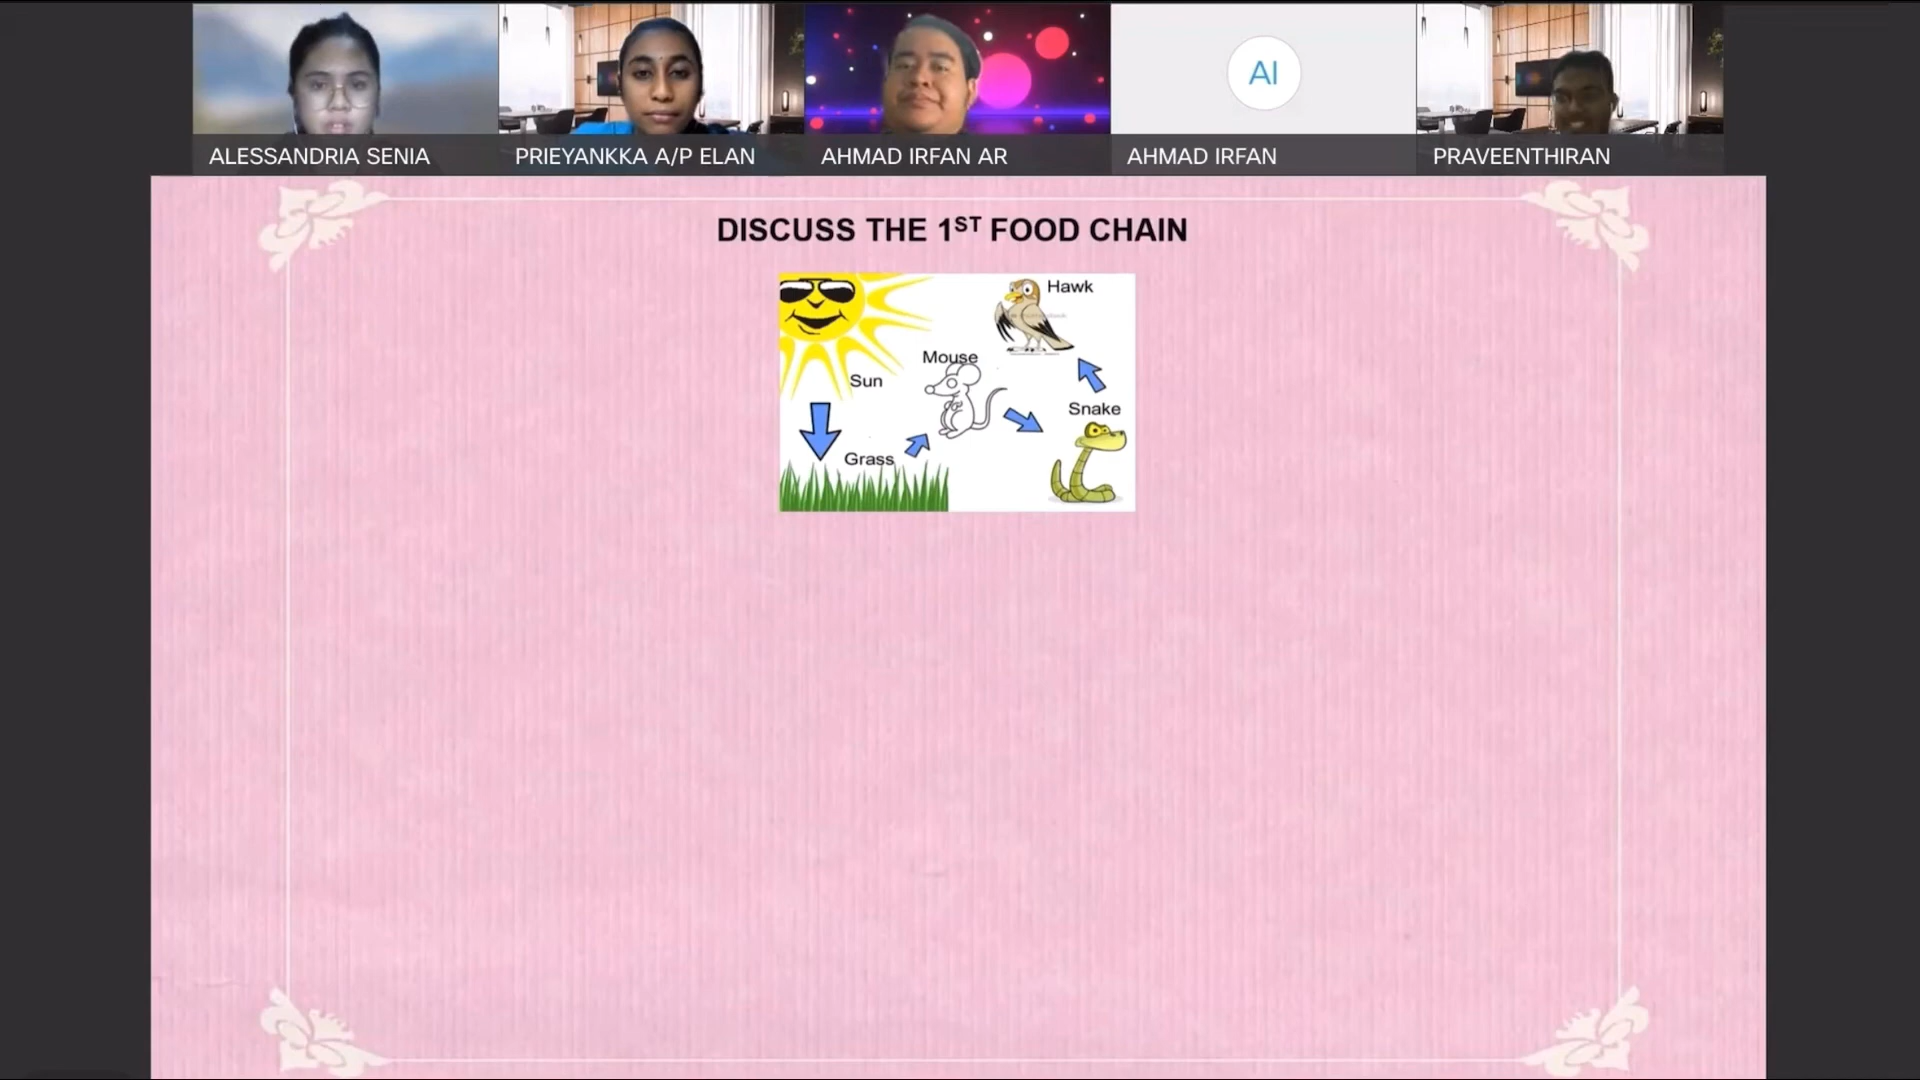 ALESSANDRIA SENIA
PRIEYANKKA A/P ELAN
AHMAD IRFAN AR
AI
AHMAD IRFAN
PRAVEENTHIRAN
DISCUSS THE 1ST FOOD CHAIN
Hawk
Mouse
Sun
Snake
Grass